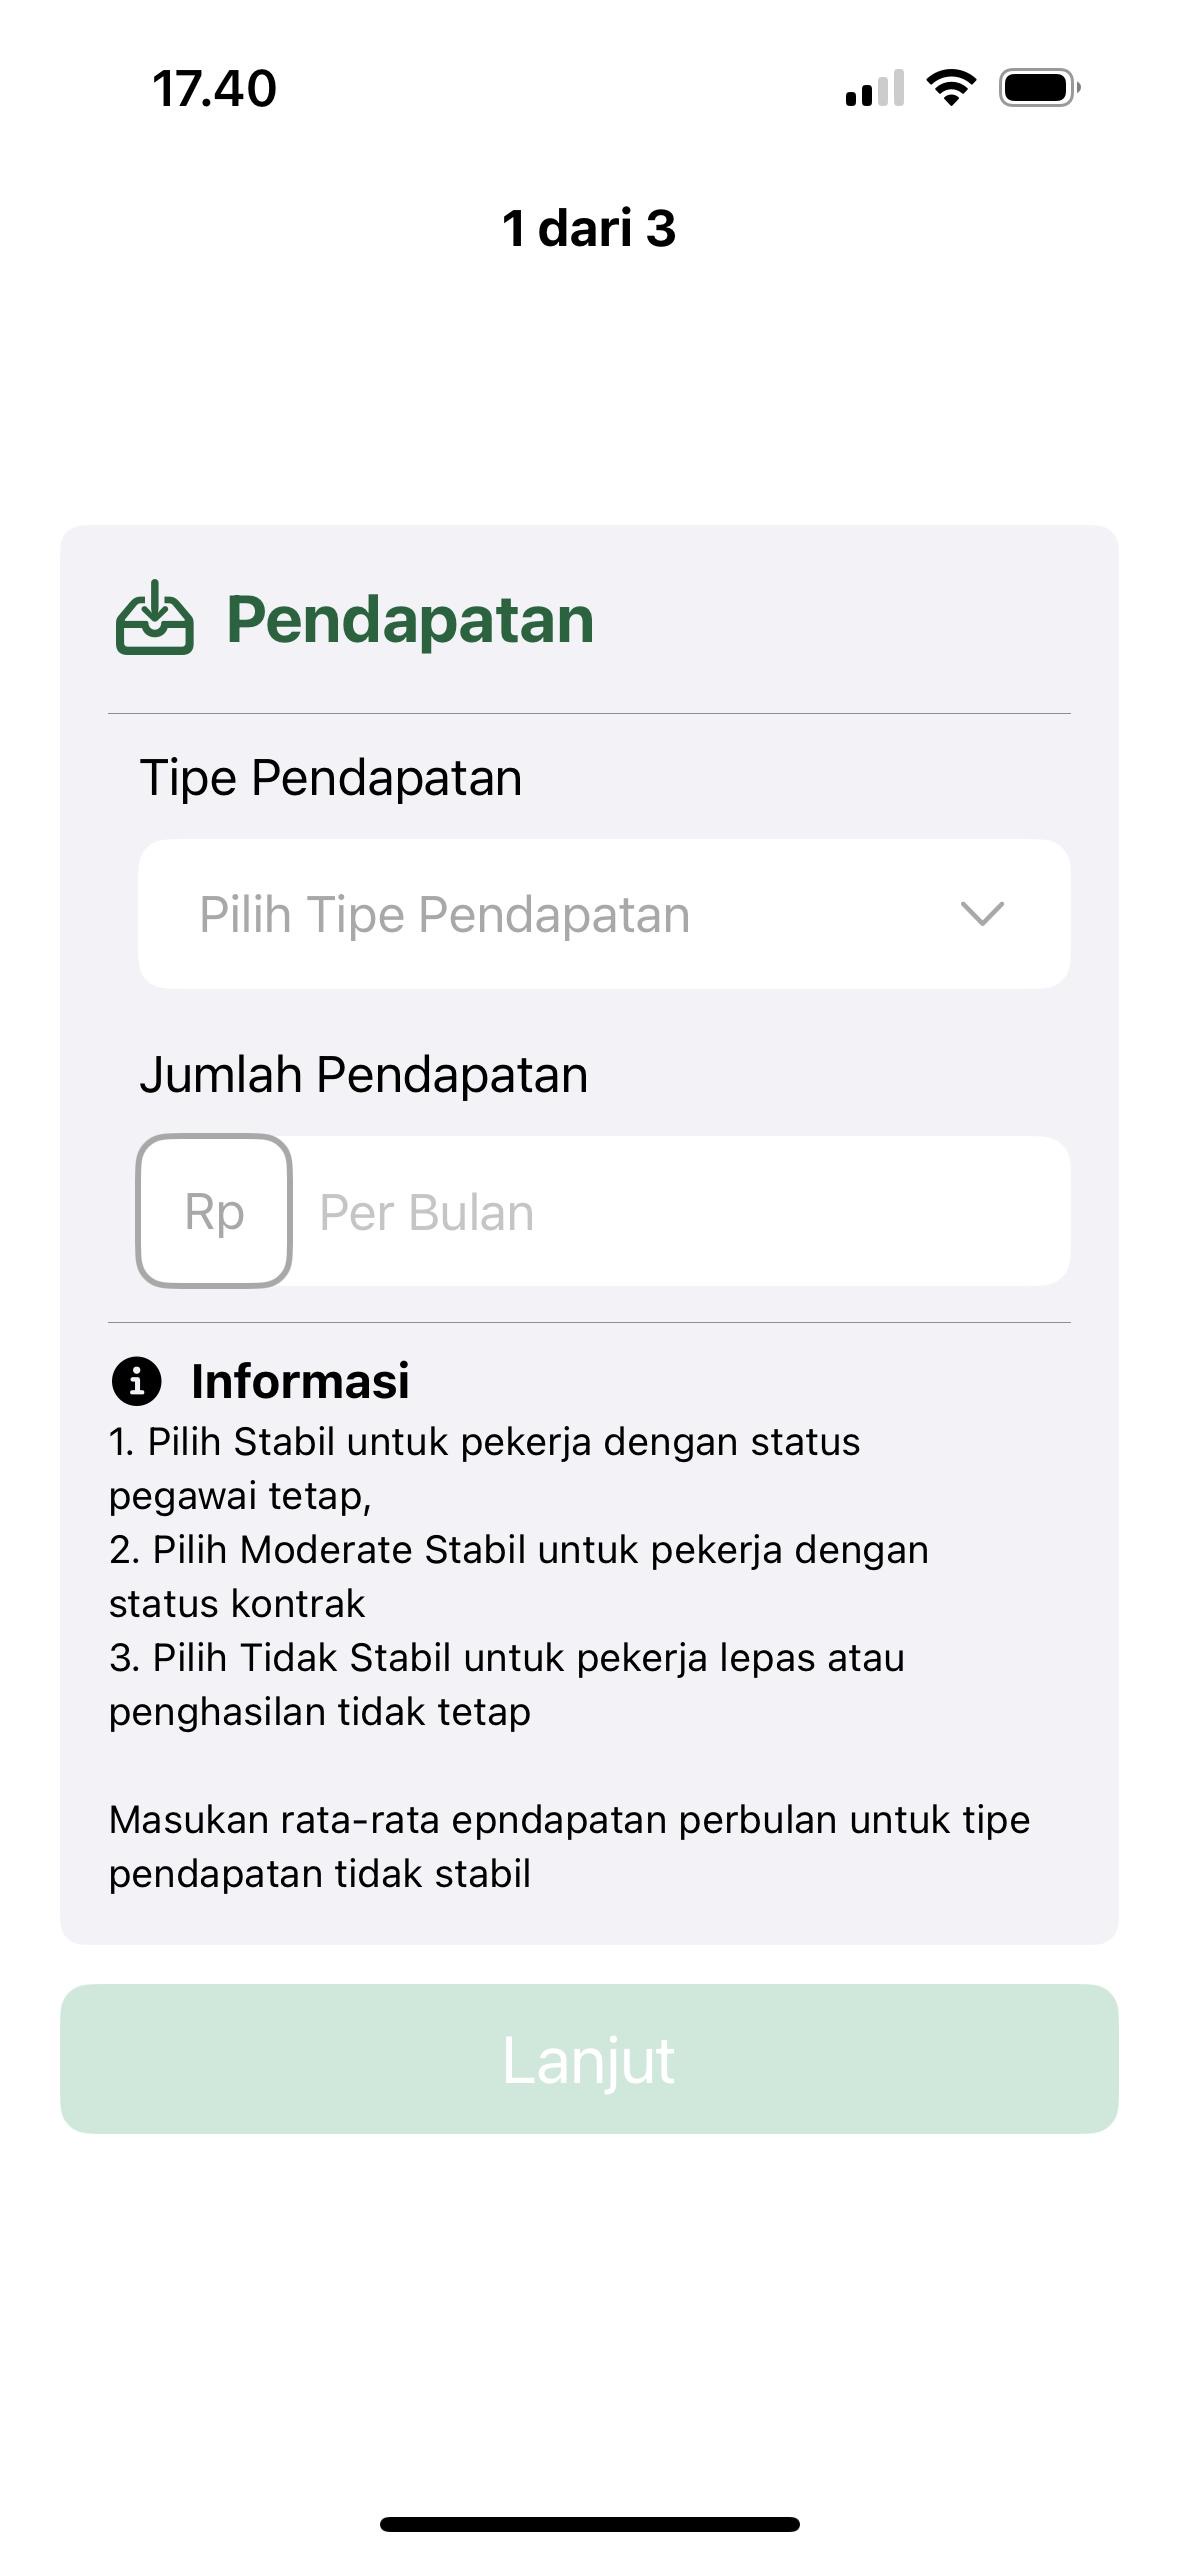 17.40
1 dari 3
Pendapatan
Tipe Pendapatan
Pilih Tipe Pendapatan
Jumlah Pendapatan
Rp Per Bulan
Informasi
1. Pilih Stabil untuk pekerja dengan status
pegawai tetap,
2. Pilih Moderate Stabil untuk pekerja dengan
status kontrak
3. Pilih Tidak Stabil untuk pekerja lepas atau
penghasilan tidak tetap
Masukan rata-rata epndapatan perbulan untuk tipe
pendapatan tidak stabil
Lanjut